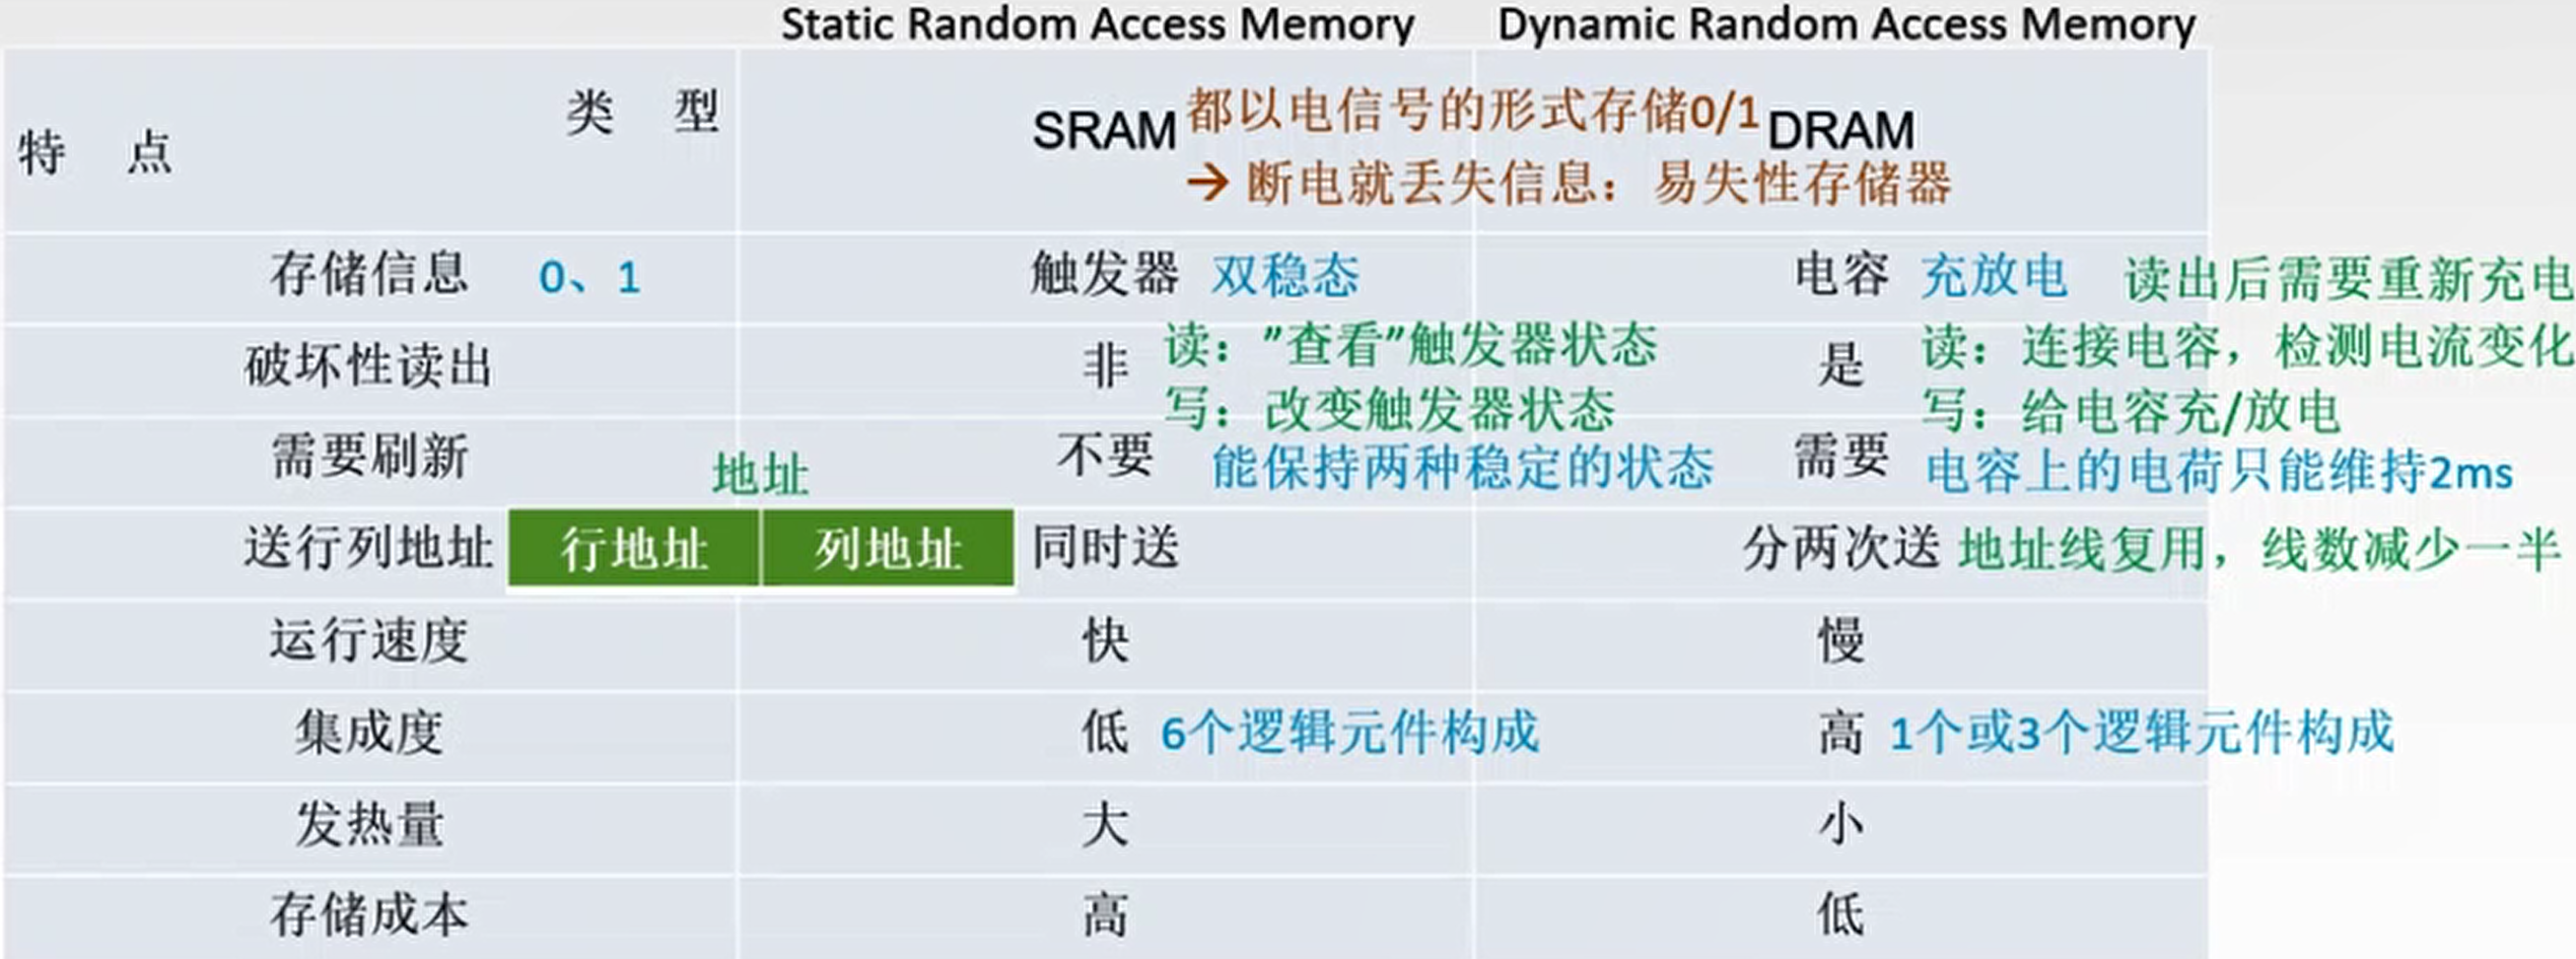 Static Random Access Memory
Dynamic Random Access Memory
特 点
类 型
SRAM
都以电信号的形式存储0/1
→ 断电就丢失信息：易失性存储器
DRAM
存储信息
0、1
触发器
双稳态
电容
充放电
读出后需要重新充电
破坏性读出
非
读："查看"触发器状态
写：改变触发器状态
是
读：连接电容，检测电流变化
写：给电容充/放电
需要刷新
不要
能保持两种稳定的状态
需要
电容上的电荷只能维持2ms
地址
送行列地址
行地址
列地址
同时送
分两次送
地址线复用，线数减少一半
运行速度
快
慢
集成度
低
6个逻辑元件构成
高
1个或3个逻辑元件构成
发热量
大
小
存储成本
高
低